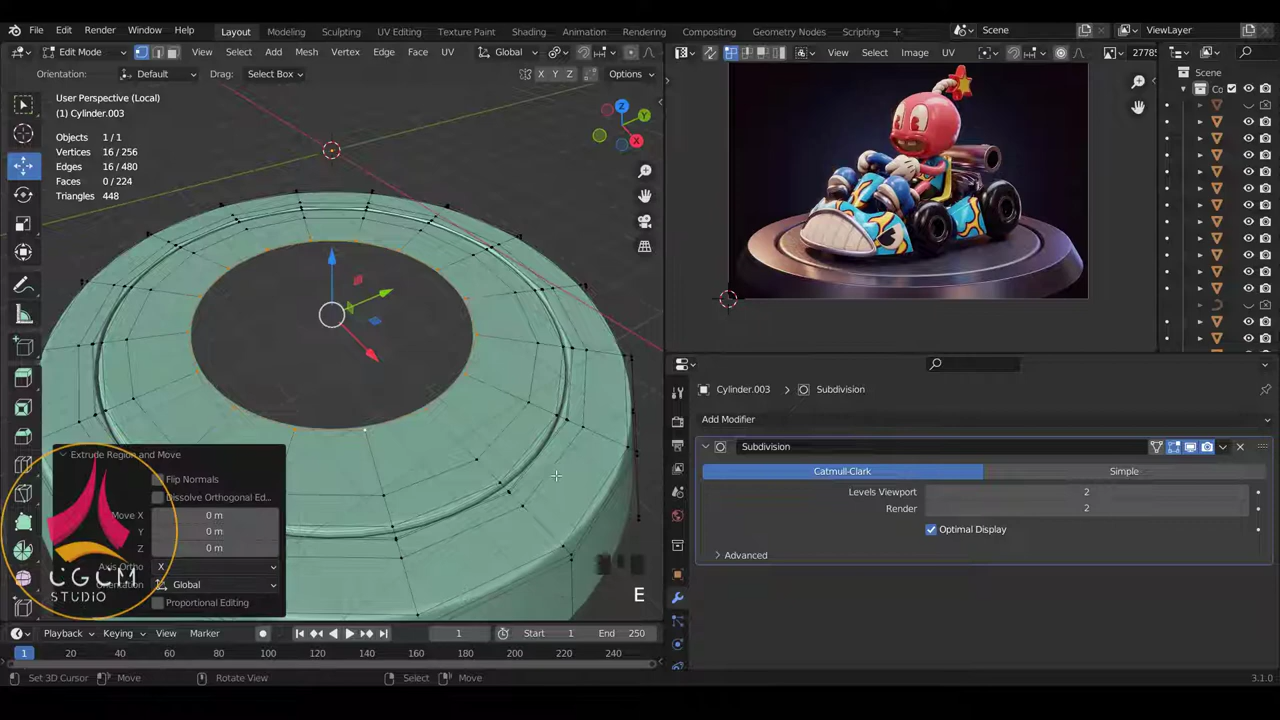 File Edit Render Window Help Layout Modeling Sculpting UV Editing Texture Paint Shading Animation Rendering Compositing Geometry Nodes Scripting Scene ViewLayer
Edit Mode View Select Add Mesh Vertex Edge Face UV Global View Select Image UV 2778
Orientation: Default Drag: Select Box X Y Z Options
Scene
Co
User Perspective (Local)
(1) Cylinder.003
Objects 1/1
Vertices 16/256
Edges 16/480
Faces 0/224
Triangles 448
Z
Y
X
Cylinder.003 Subdivision
Add Modifier
Subdivision
Catmull-Clark Simple
Levels Viewport 2
Render 2
Optimal Display
Advanced
Extrude Region and Move
Flip Normals
Dissolve Orthogonal Ed...
Move X 0 m
Y 0 m
Z 0 m
Axis Ortho X
Orientation Global
Proportional Editing
CGCM
STUDIO
E
Playback Keying View Marker 1 Start 1 End 250
1 20 40 60 80 100 120 140 160 180 200 220 240
Set 3D Cursor Move Rotate View Select Move 3.1.0